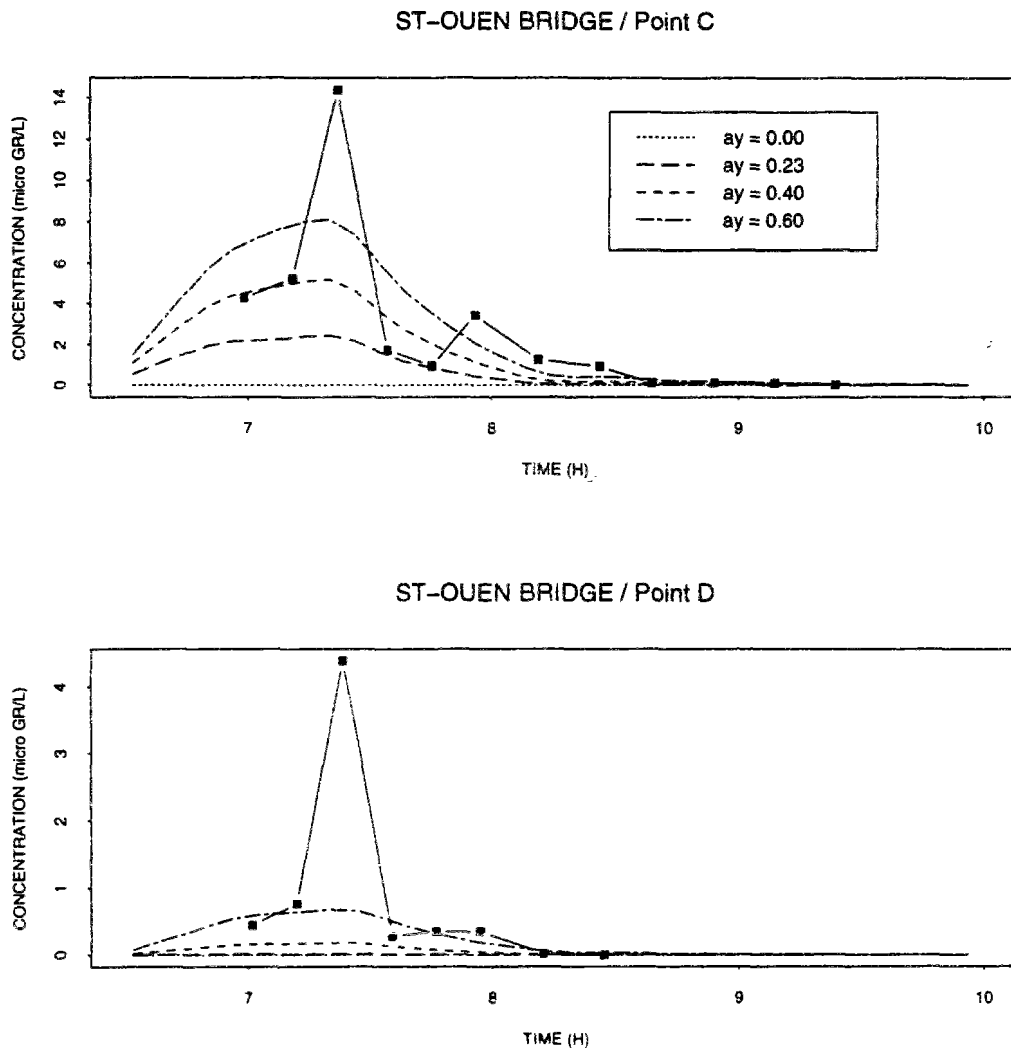 ST-OUEN BRIDGE / Point C
CONCENTRATION (micro GR/L)
14
12
10
8
6
4
2
0
ay = 0.00
ay = 0.23
ay = 0.40
ay = 0.60
7 8 9 10
TIME (H)
ST-OUEN BRIDGE / Point D
CONCENTRATION (micro GR/L)
4
3
2
1
0
7 8 9 10
TIME (H)